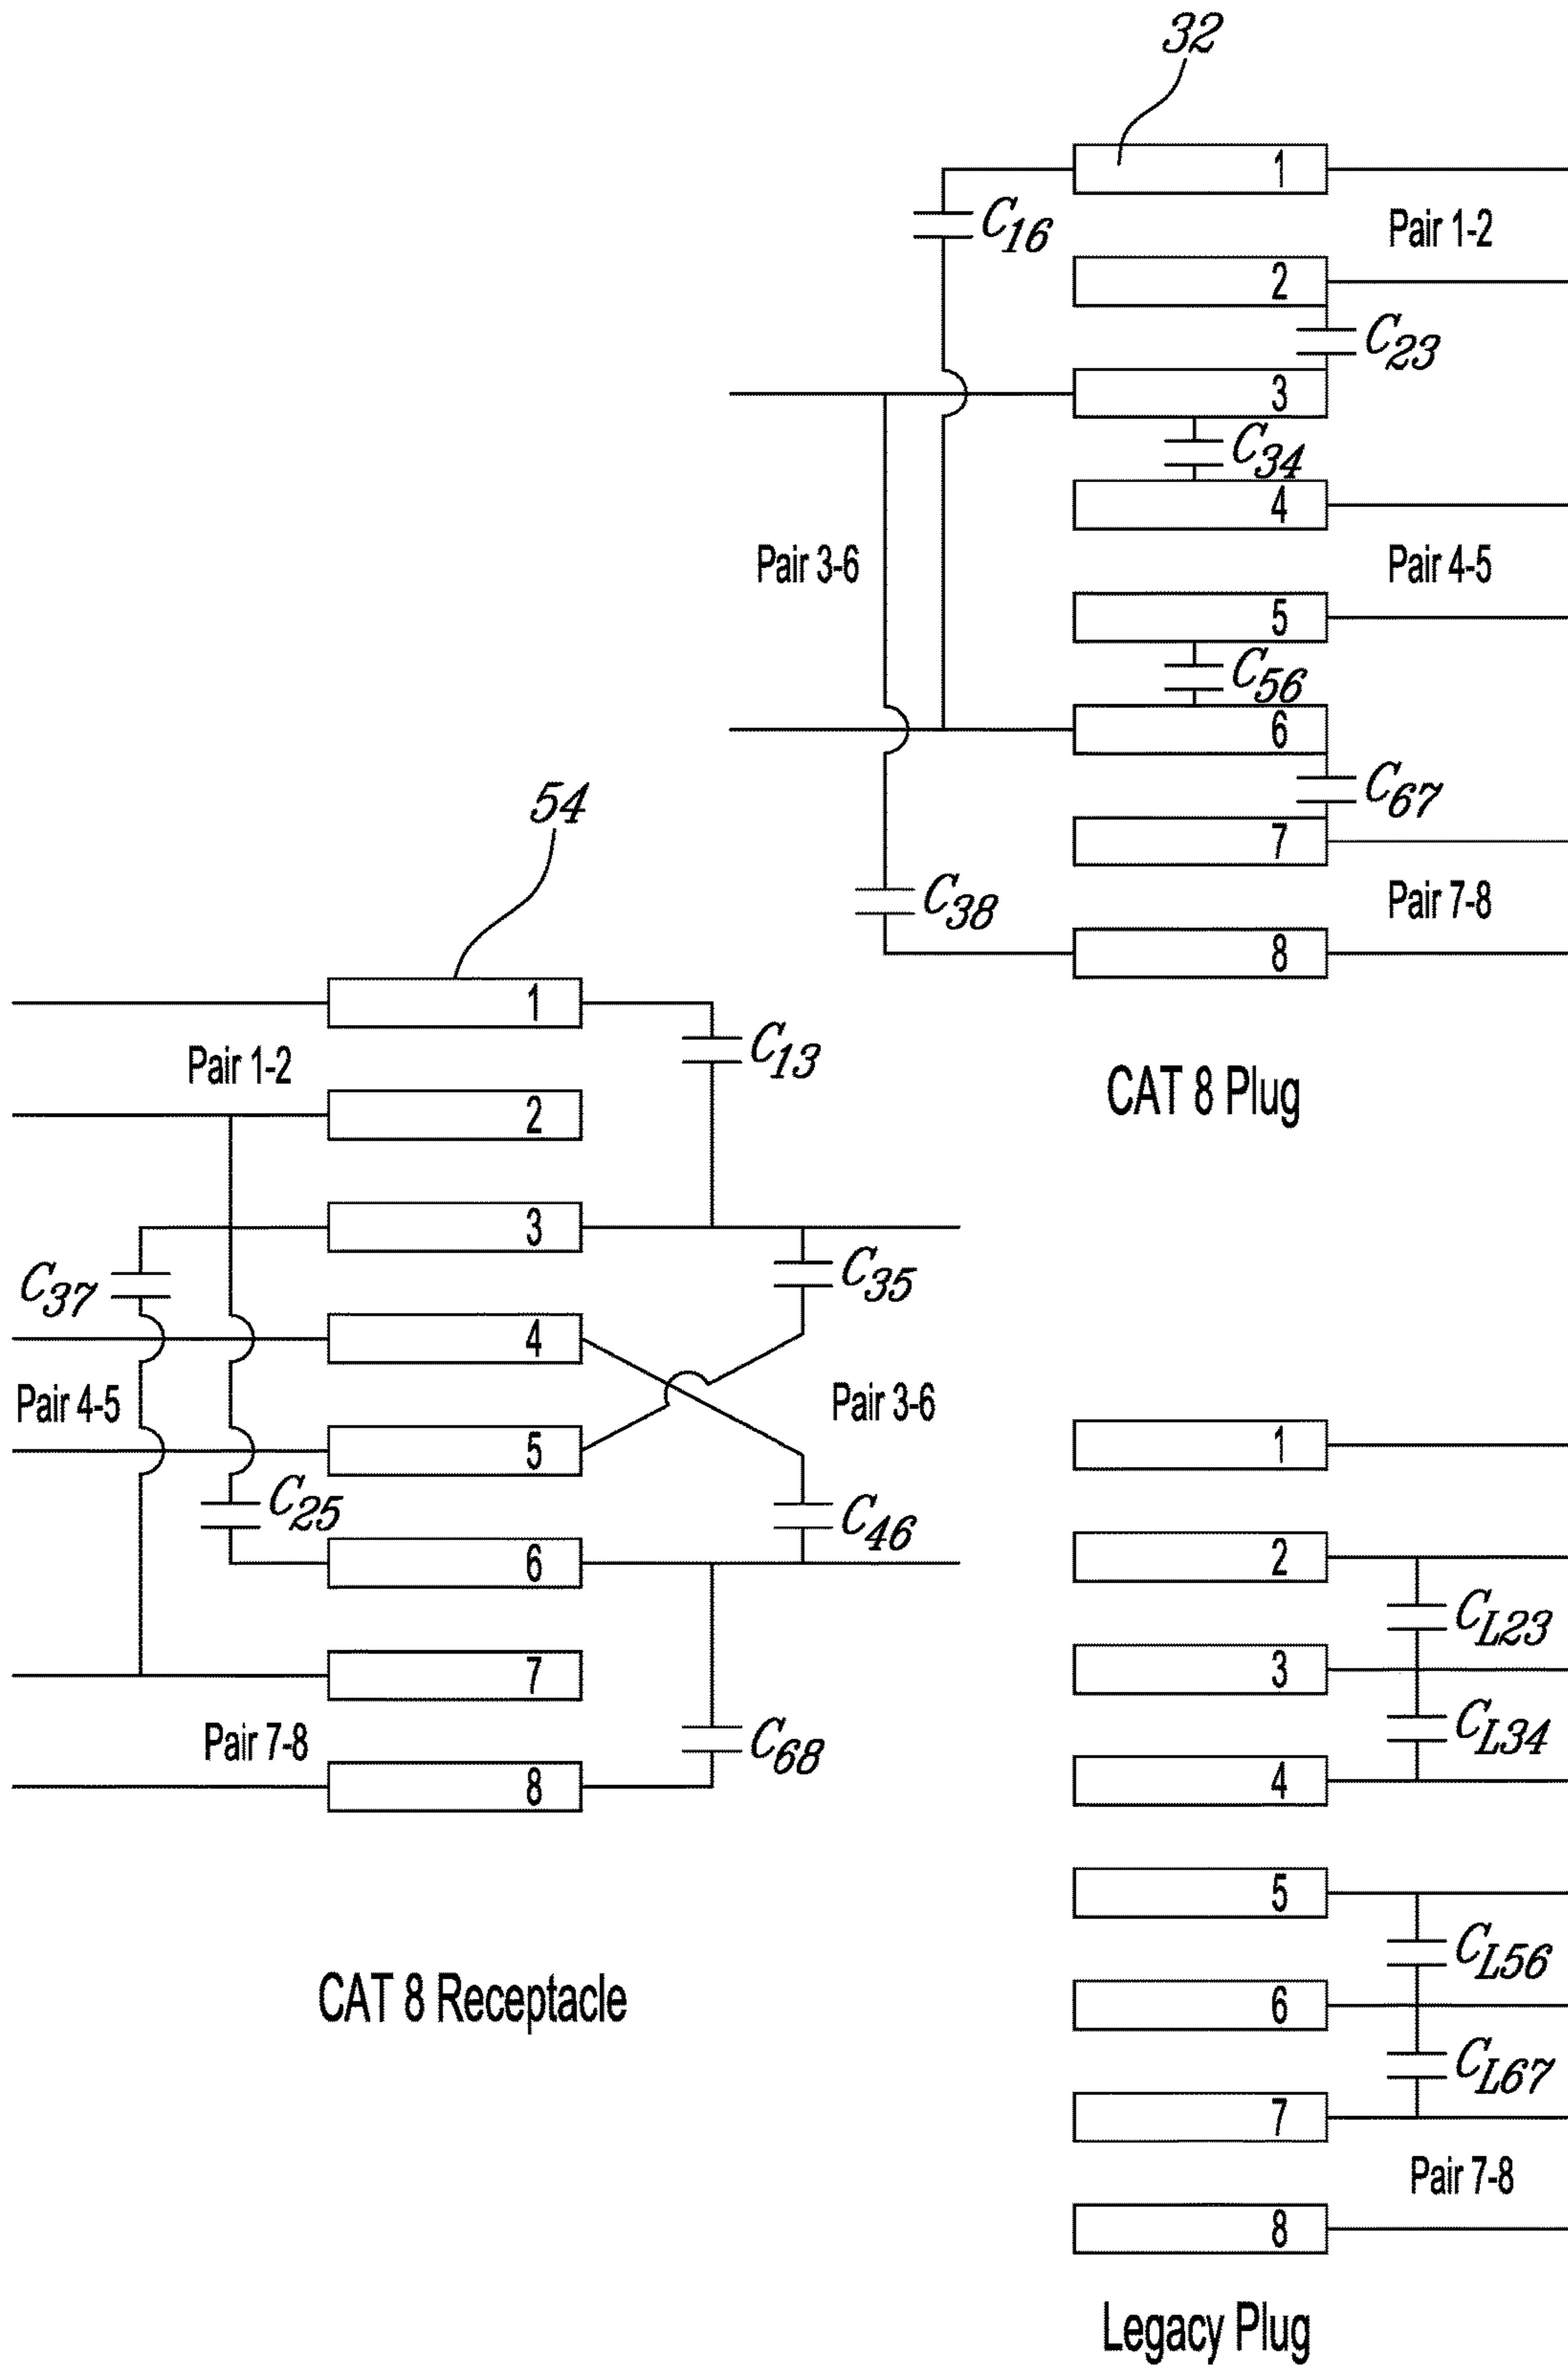 32
1
C16
Pair 1-2
2
C23
3
C34
4
Pair 3-6
Pair 4-5
5
C56
6
C67
7
C38
Pair 7-8
8
CAT 8 Plug
54
1
C13
Pair 1-2
2
3
C37
C35
4
Pair 4-5
Pair 3-6
5
C25
C46
6
7
Pair 7-8
C68
8
CAT 8 Receptacle
1
2
CL23
3
CL34
4
5
CL56
6
CL67
7
Pair 7-8
8
Legacy Plug